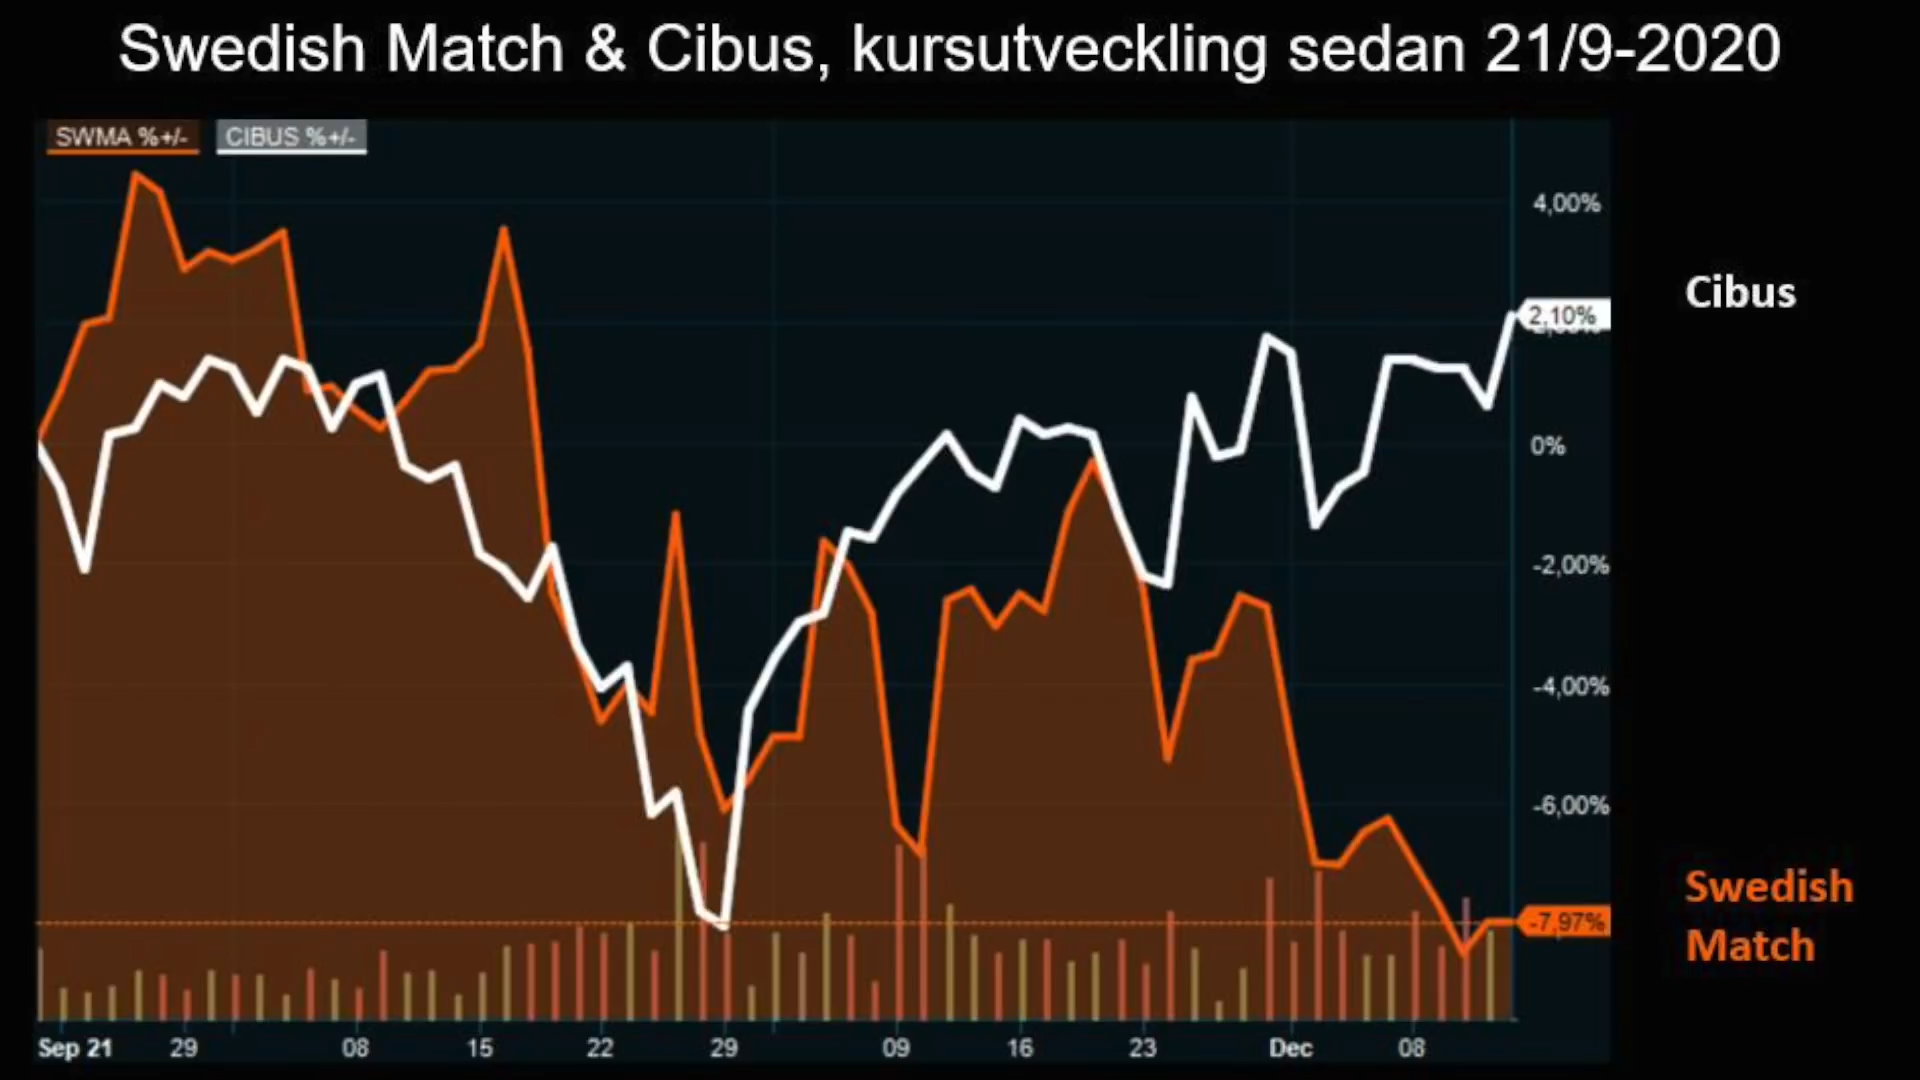 Swedish Match & Cibus, kursutveckling sedan 21/9-2020
SWMA %+/-
CIBUS %+/-
4,00%
2,10%
0%
-2,00%
-4,00%
-6,00%
-7,97%
Cibus
Swedish
Match
Sep 21
29
08
15
22
29
09
16
23
Dec
08